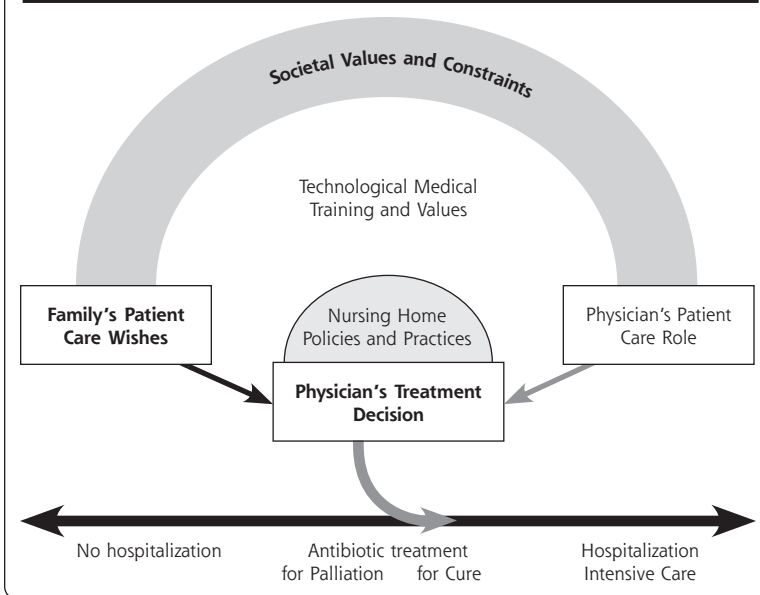 Societal Values and Constraints
Technological Medical
Training and Values
Family's Patient
Care Wishes
Nursing Home
Policies and Practices
Physician's Patient
Care Role
Physician's Treatment
Decision
No hospitalization
Antibiotic treatment
for Palliation for Cure
Hospitalization
Intensive Care